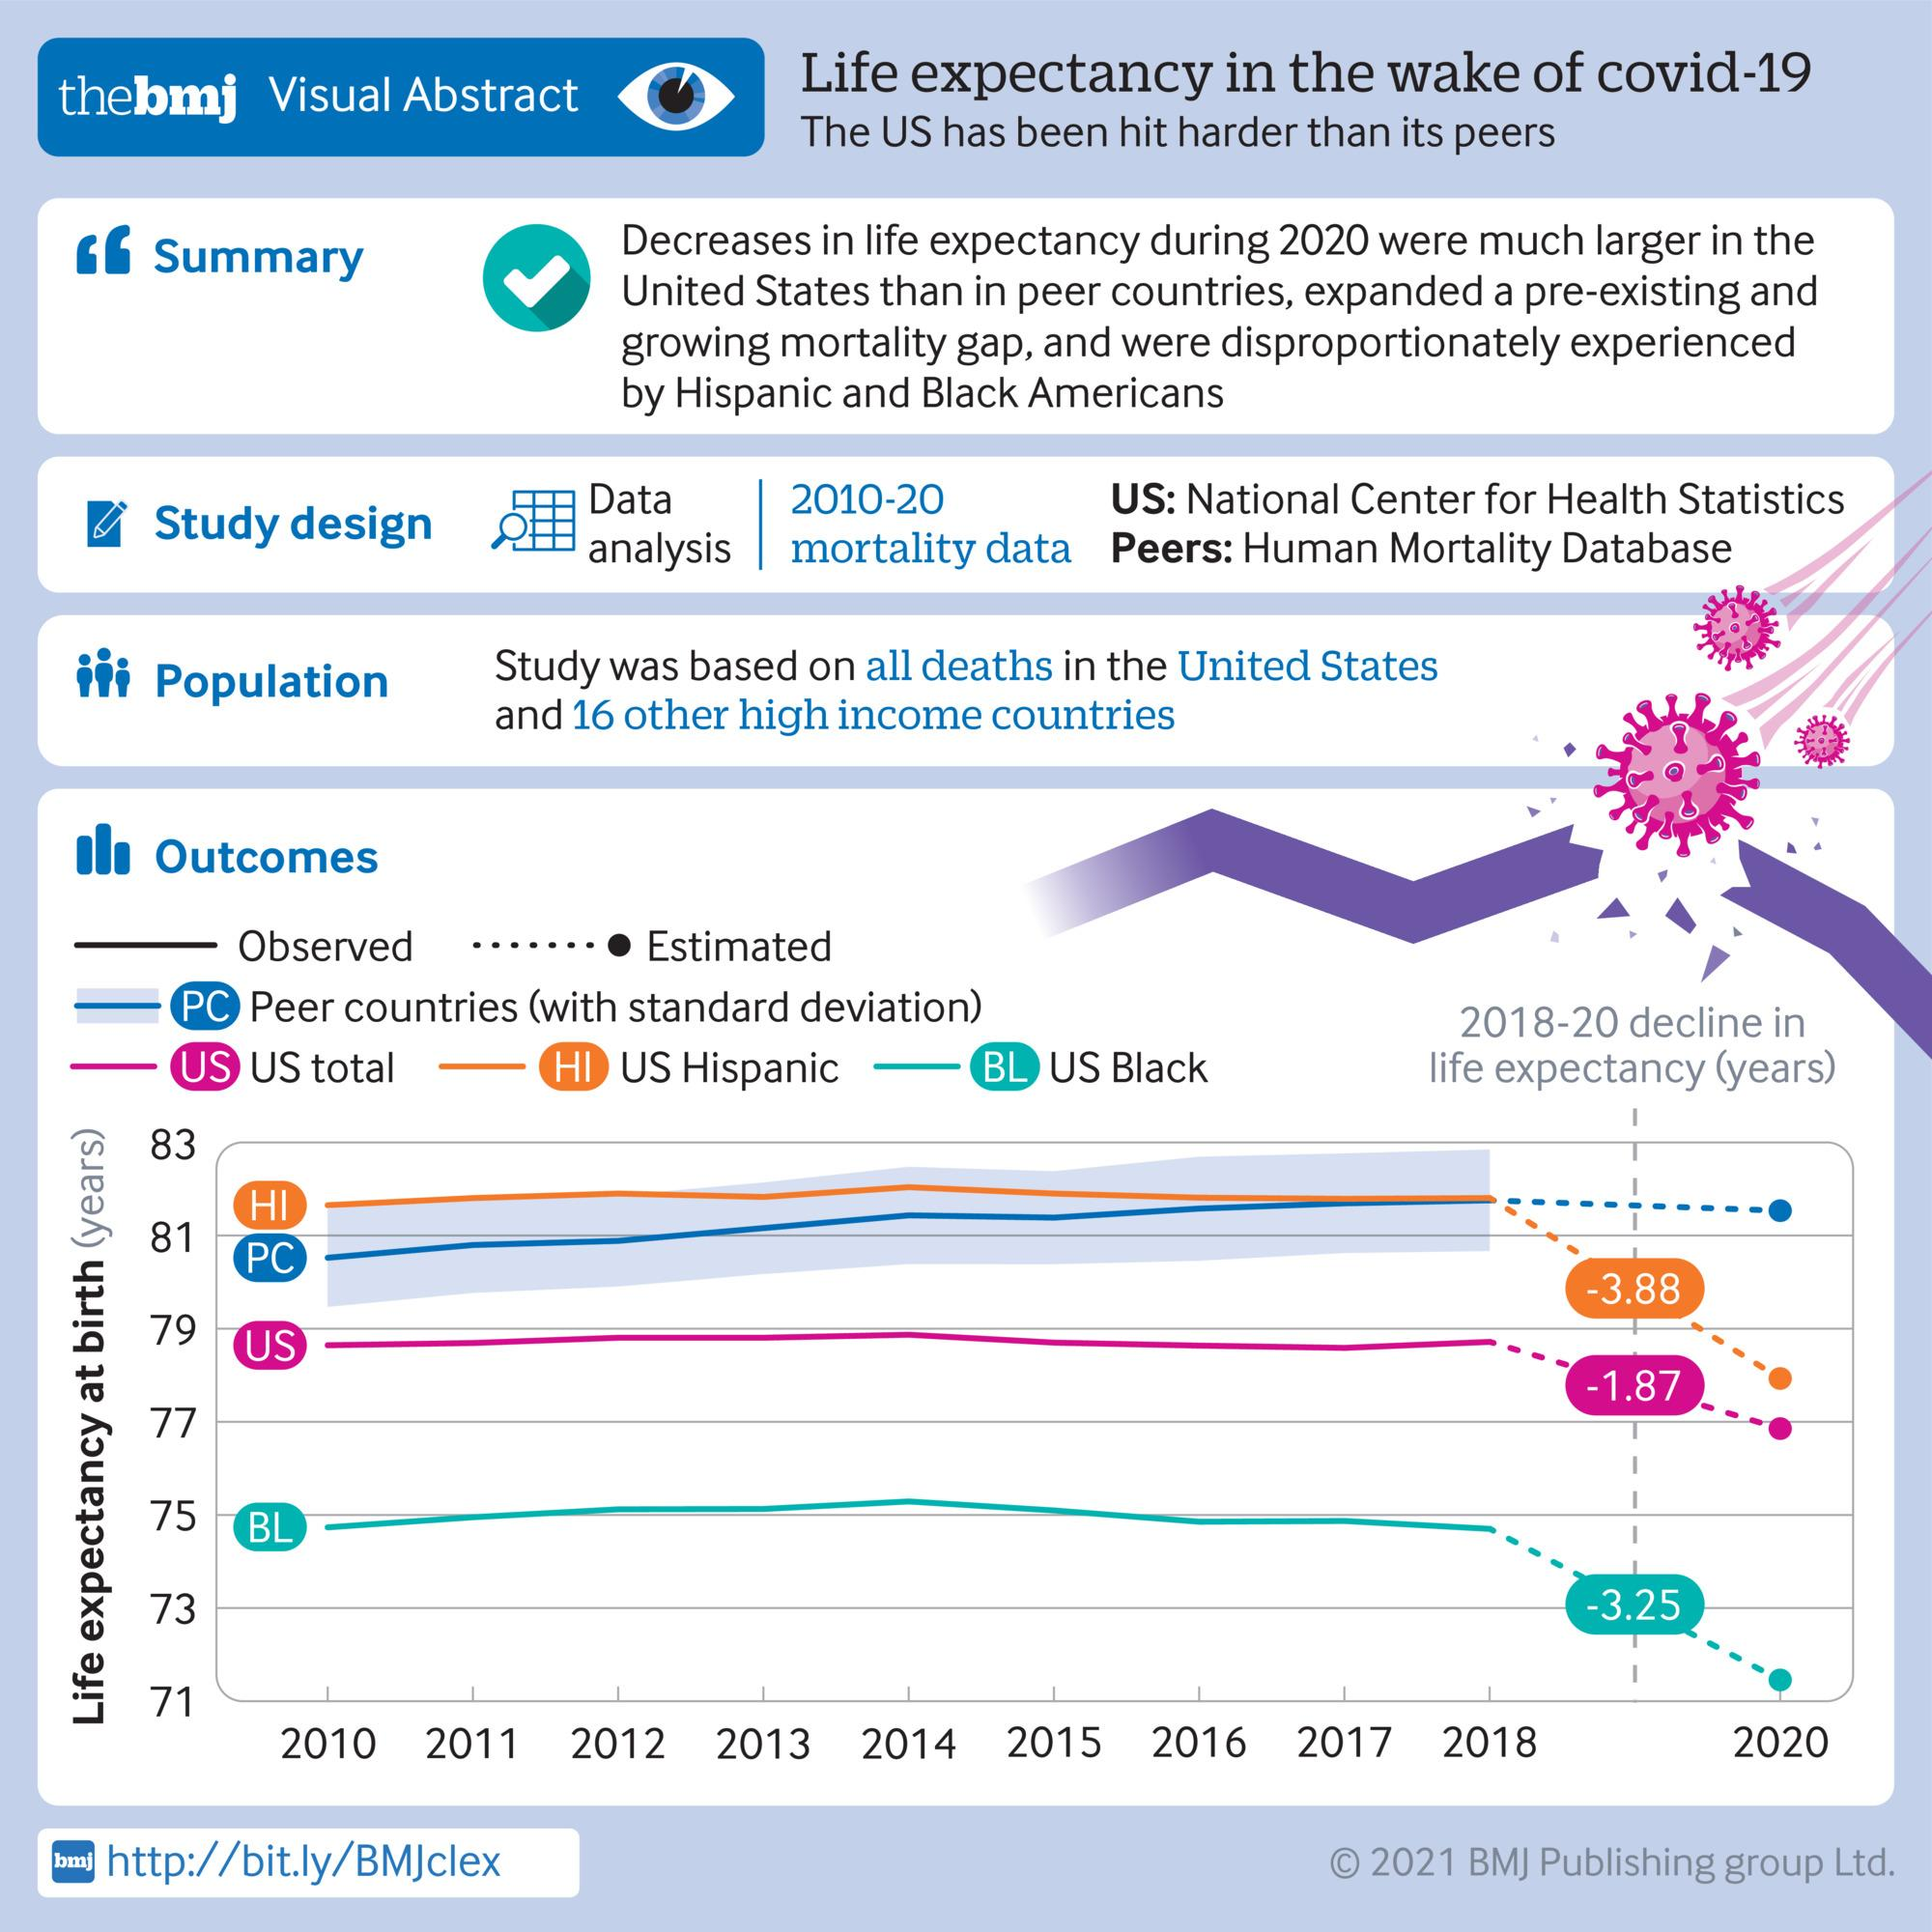 thebmj Visual Abstract
Life expectancy in the wake of covid-19
The US has been hit harder than its peers
Summary
Decreases in life expectancy during 2020 were much larger in the
United States than in peer countries, expanded a pre-existing and
growing mortality gap, and were disproportionately experienced
by Hispanic and Black Americans
Study design
Data
analysis
2010-20
mortality data
US: National Center for Health Statistics
Peers: Human Mortality Database
Population
Study was based on all deaths in the United States
and 16 other high income countries
Outcomes
Observed
Estimated
PC Peer countries (with standard deviation)
US US total
HI US Hispanic
BL US Black
2018-20 decline in
life expectancy (years)
Life expectancy at birth (years)
83
81
79
77
75
73
71
HI
PC
US
BL
-3.88
-1.87
-3.25
2010 2011 2012 2013 2014 2015 2016 2017 2018 2020
bmj http://bit.ly/BMJclex
© 2021 BMJ Publishing group Ltd.